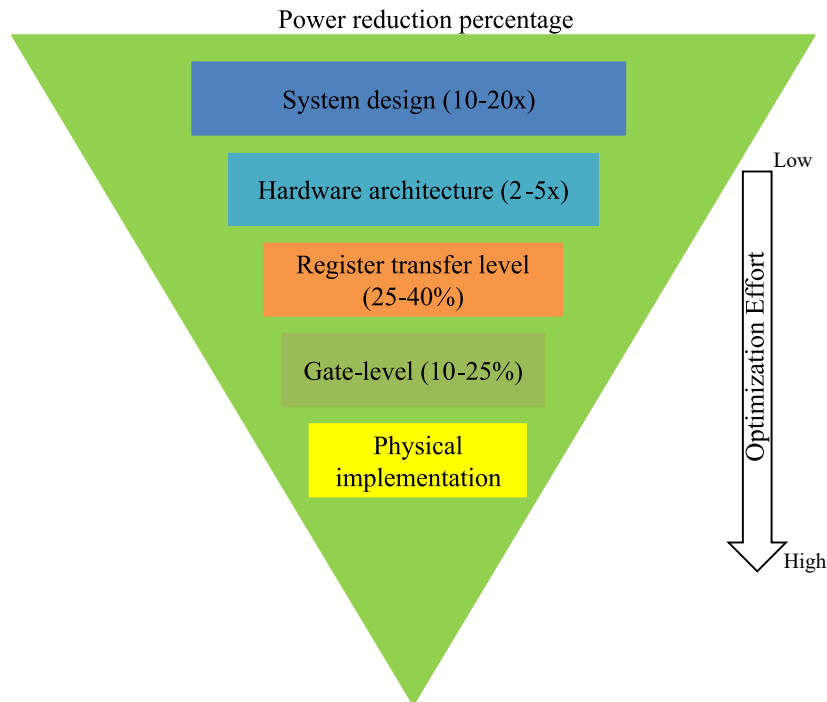 Power reduction percentage
System design (10-20x)
Low
Hardware architecture (2-5x)
Register transfer level
(25-40%)
Gate-level (10-25%)
Optimization Effort
Physical
implementation
High